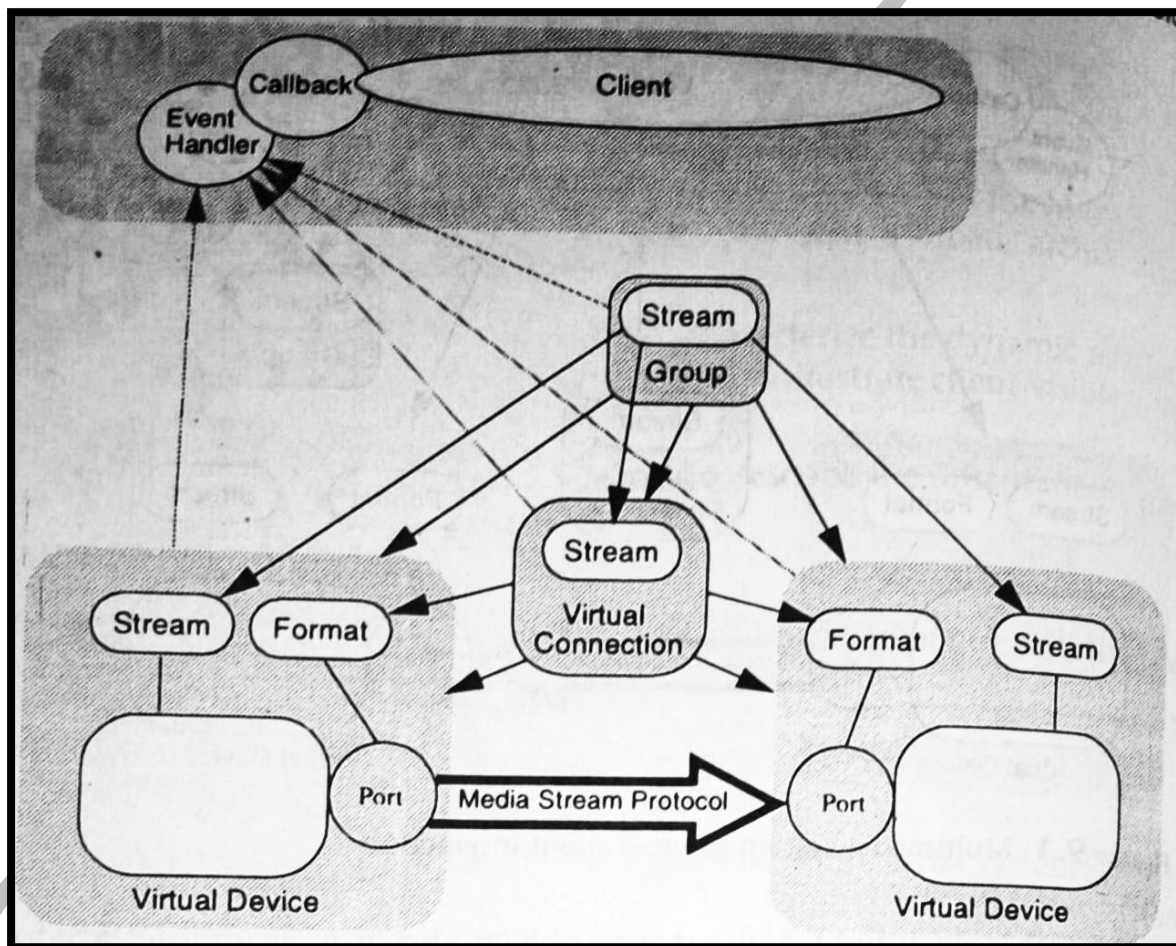 Callback
Client
Event
Handler
Stream
Group
Stream
Virtual
Connection
Stream
Format
Format
Stream
Port
Media Stream Protocol
Port
Virtual Device
Virtual Device